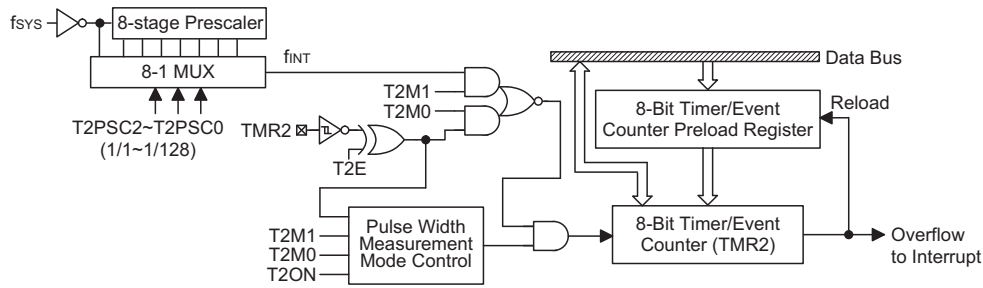 fSYS
8-stage Prescaler
8-1 MUX
fINT
T2PSC2~T2PSC0
(1/1~1/128)
TMR2
T2E
T2M1
T2M0
T2M1
T2M0
T2ON
Pulse Width
Measurement
Mode Control
Data Bus
8-Bit Timer/Event
Counter Preload Register
Reload
8-Bit Timer/Event
Counter (TMR2)
Overflow
to Interrupt